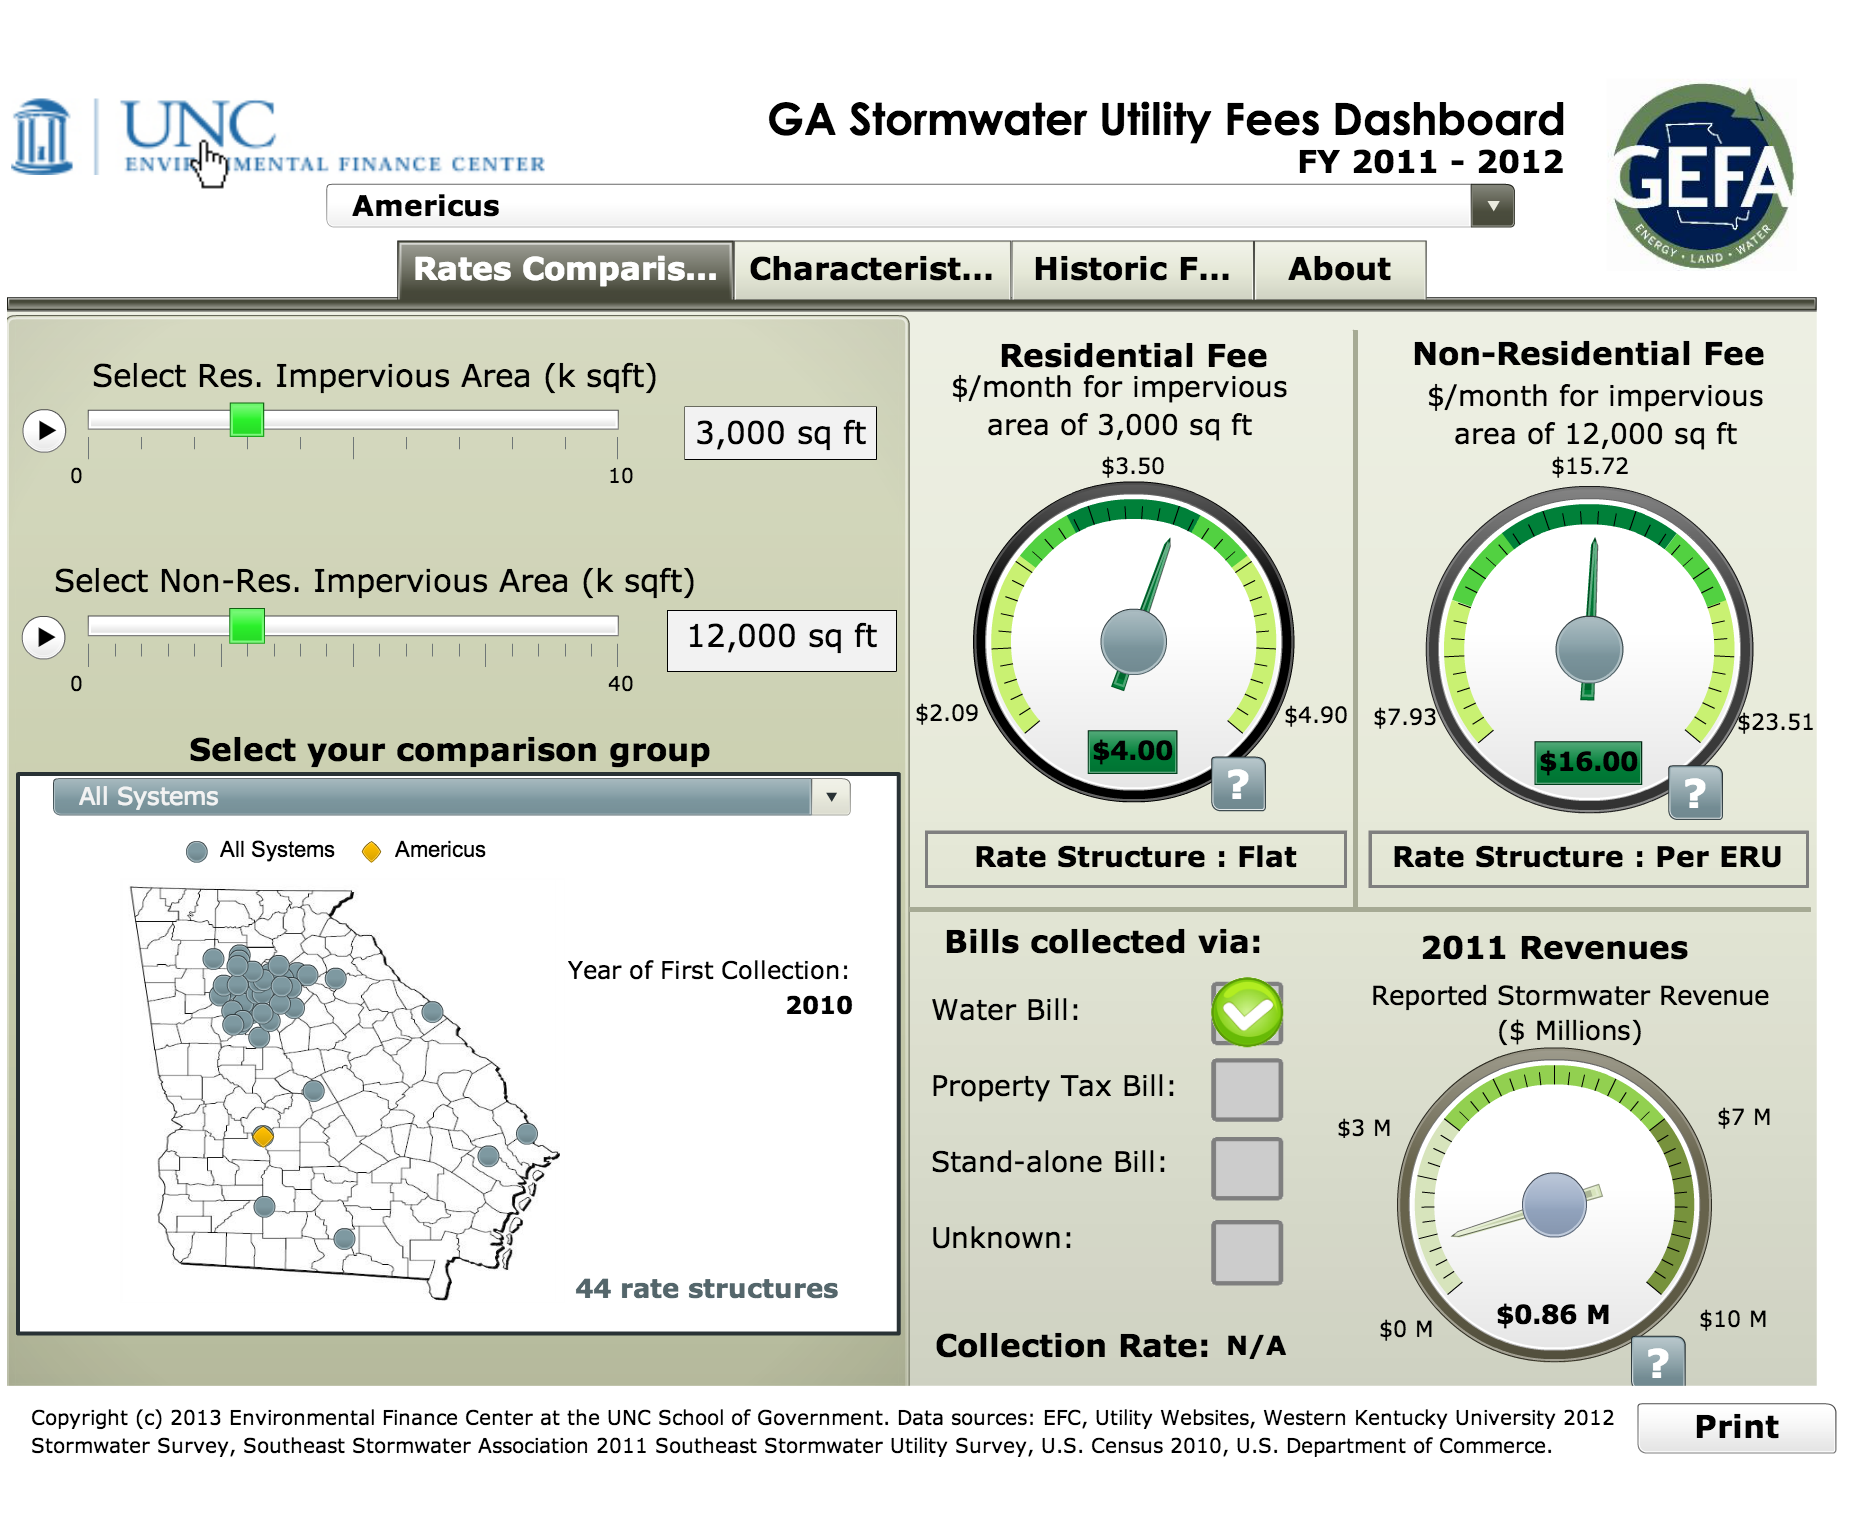 UNC
ENVIR MENTAL FINANCE CENTER
GA Stormwater Utility Fees Dashboard
FY 2011 - 2012
GEFA
ENERGY • LAND • WATER
Americus
Rates Comparis...
Characterist...
Historic F...
About
Select Res. Impervious Area (k sqft)
3,000 sq ft
0
10
Select Non-Res. Impervious Area (k sqft)
12,000 sq ft
0
40
Select your comparison group
All Systems
All Systems
Americus
Year of First Collection:
2010
44 rate structures
Residential Fee
$/month for impervious
area of 3,000 sq ft
$3.50
$2.09
$4.90
$4.00
?
Rate Structure : Flat
Non-Residential Fee
$/month for impervious
area of 12,000 sq ft
$15.72
$7.93
$23.51
$16.00
?
Rate Structure : Per ERU
Bills collected via:
Water Bill:
Property Tax Bill:
Stand-alone Bill:
Unknown:
Collection Rate: N/A
2011 Revenues
Reported Stormwater Revenue
($ Millions)
$3 M
$7 M
$0 M
$10 M
$0.86 M
?
Copyright (c) 2013 Environmental Finance Center at the UNC School of Government. Data sources: EFC, Utility Websites, Western Kentucky University 2012
Stormwater Survey, Southeast Stormwater Association 2011 Southeast Stormwater Utility Survey, U.S. Census 2010, U.S. Department of Commerce.
Print